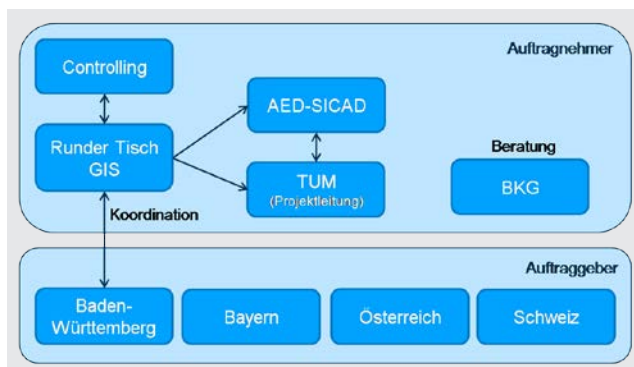 Auftragnehmer
Controlling
AED-SICAD
Runder Tisch
GIS
Beratung
TUM
(Projektleitung)
BKG
Koordination
Auftraggeber
Baden-
Württemberg
Bayern
Österreich
Schweiz